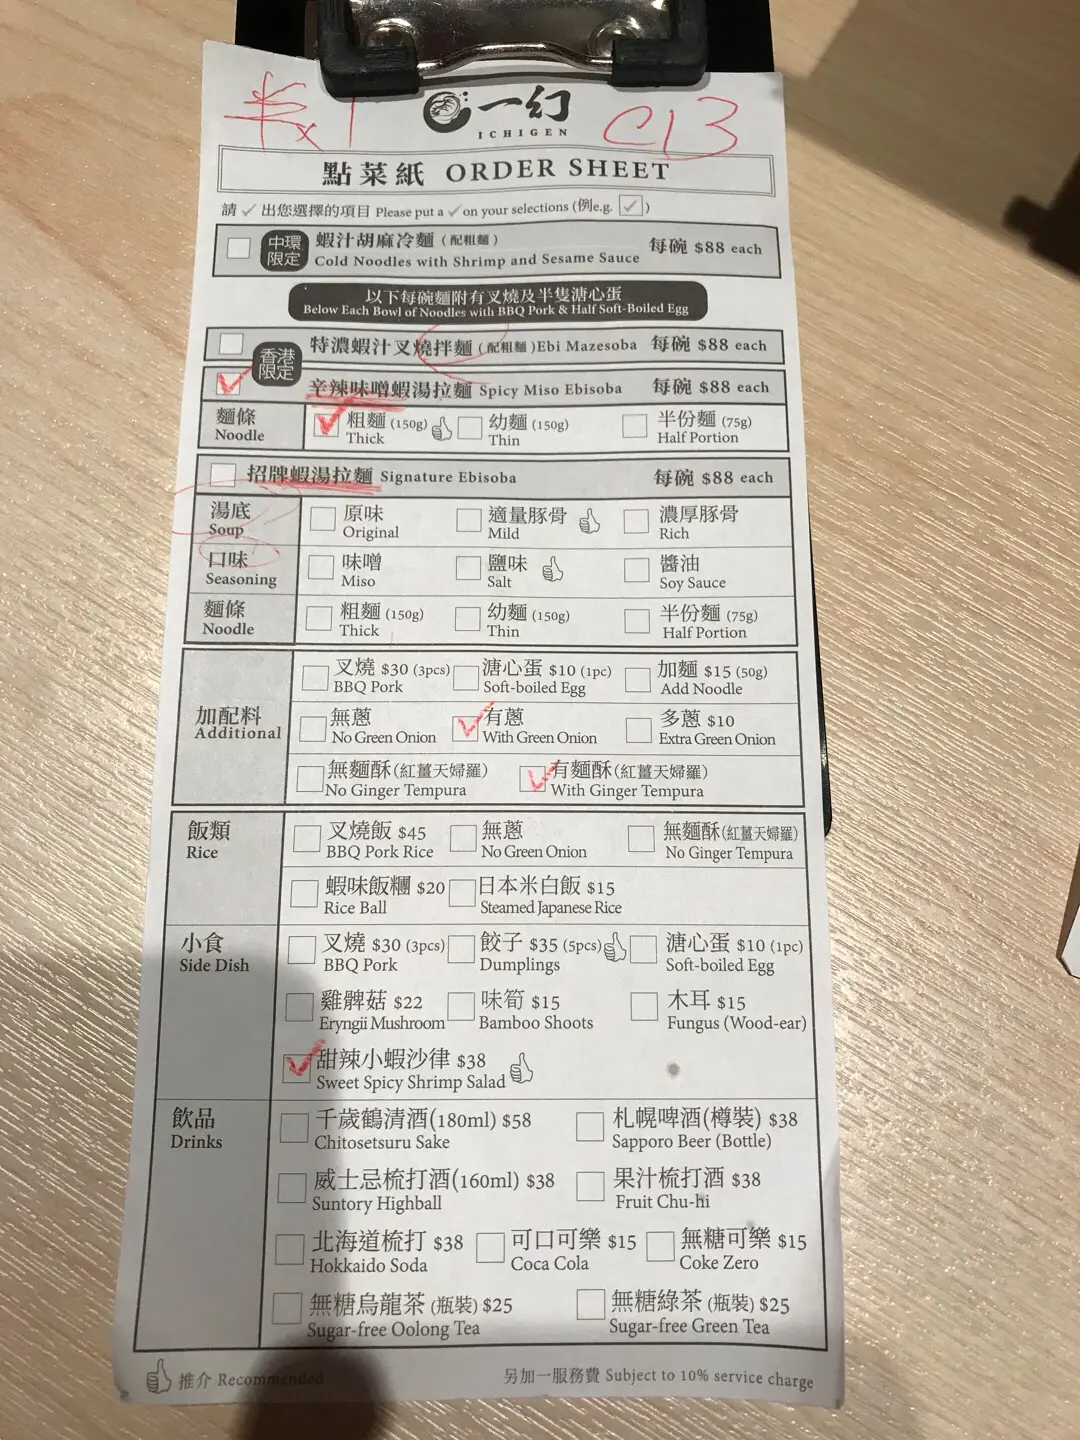 半x1
一幻
ICHIGEN
C13
點菜紙 ORDER SHEET
請 ✓ 出您選擇的項目 Please put a ✓ on your selections (例e.g. ☑ )
中環
限定
蝦汁胡麻冷麵 (配粗麵) 每碗 $88 each
Cold Noodles with Shrimp and Sesame Sauce
以下每碗麵附有叉燒及半隻溏心蛋
Below Each Bowl of Noodles with BBQ Pork & Half Soft-Boiled Egg
香港
限定
特濃蝦汁叉燒拌麵 (配粗麵) Ebi Mazesoba 每碗 $88 each
辛辣味噌蝦湯拉麵 Spicy Miso Ebisoba 每碗 $88 each
麵條 粗麵 (150g) 幼麵 (150g) 半份麵 (75g)
Noodle Thick Thin Half Portion
招牌蝦湯拉麵 Signature Ebisoba 每碗 $88 each
湯底 原味 適量豚骨 濃厚豚骨
Soup Original Mild Rich
口味 味噌 鹽味 醬油
Seasoning Miso Salt Soy Sauce
麵條 粗麵 (150g) 幼麵 (150g) 半份麵 (75g)
Noodle Thick Thin Half Portion
加配料
Additional
叉燒 $30 (3pcs) 溏心蛋 $10 (1pc) 加麵 $15 (50g)
BBQ Pork Soft-boiled Egg Add Noodle
無蔥 有蔥 多蔥 $10
No Green Onion With Green Onion Extra Green Onion
無麵酥(紅薑天婦羅) 有麵酥(紅薑天婦羅)
No Ginger Tempura With Ginger Tempura
飯類 叉燒飯 $45 無蔥 無麵酥(紅薑天婦羅)
Rice BBQ Pork Rice No Green Onion No Ginger Tempura
蝦味飯糰 $20 日本米白飯 $15
Rice Ball Steamed Japanese Rice
小食 叉燒 $30 (3pcs) 餃子 $35 (5pcs) 溏心蛋 $10 (1pc)
Side Dish BBQ Pork Dumplings Soft-boiled Egg
雞髀菇 $22 味筍 $15 木耳 $15
Eryngii Mushroom Bamboo Shoots Fungus (Wood-ear)
甜辣小蝦沙律 $38
Sweet Spicy Shrimp Salad
飲品 千歲鶴清酒(180ml) $58 札幌啤酒(樽裝) $38
Drinks Chitosetsuru Sake Sapporo Beer (Bottle)
威士忌梳打酒(160ml) $38 果汁梳打酒 $38
Suntory Highball Fruit Chu-hi
北海道梳打 $38 可口可樂 $15 無糖可樂 $15
Hokkaido Soda Coca Cola Coke Zero
無糖烏龍茶 (瓶裝) $25 無糖綠茶 (瓶裝) $25
Sugar-free Oolong Tea Sugar-free Green Tea
推介 Recommended 另加一服務費 Subject to 10% service charge